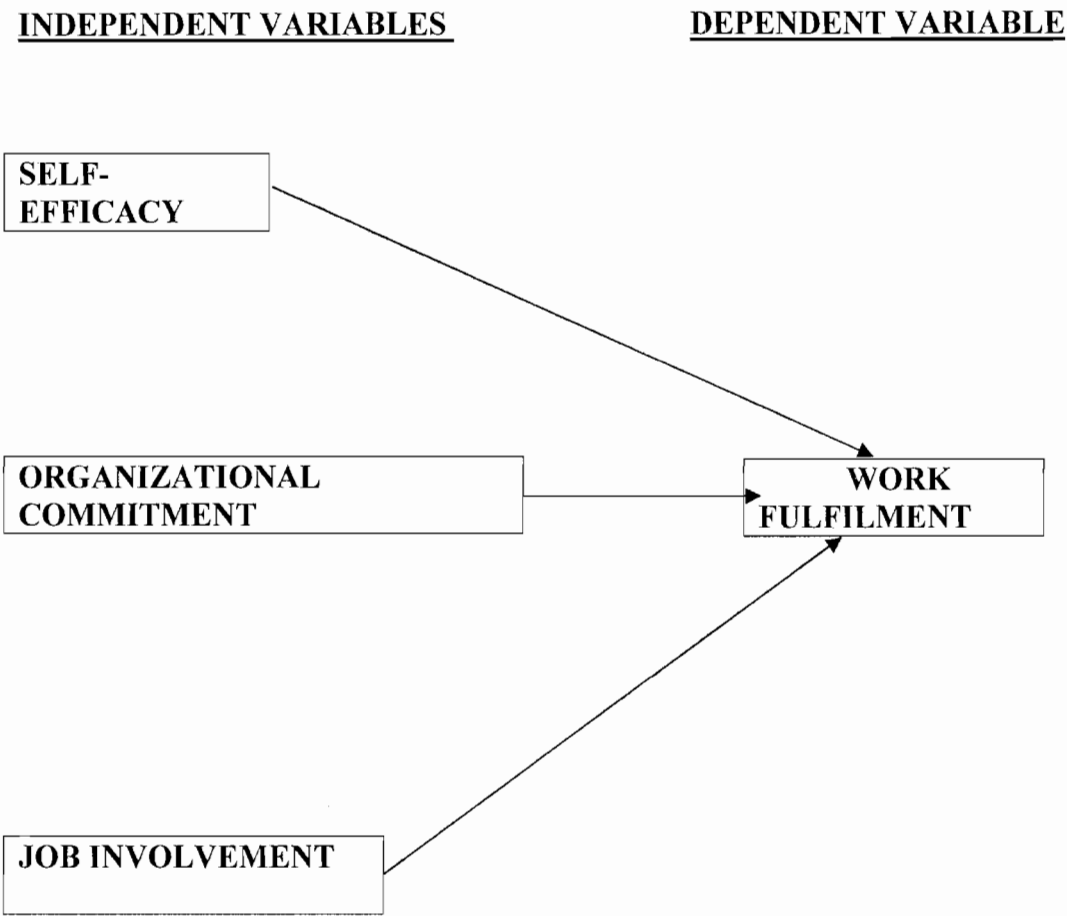 INDEPENDENT VARIABLES
DEPENDENT VARIABLE
SELF-
EFFICACY
ORGANIZATIONAL
COMMITMENT
WORK
FULFILMENT
JOB INVOLVEMENT